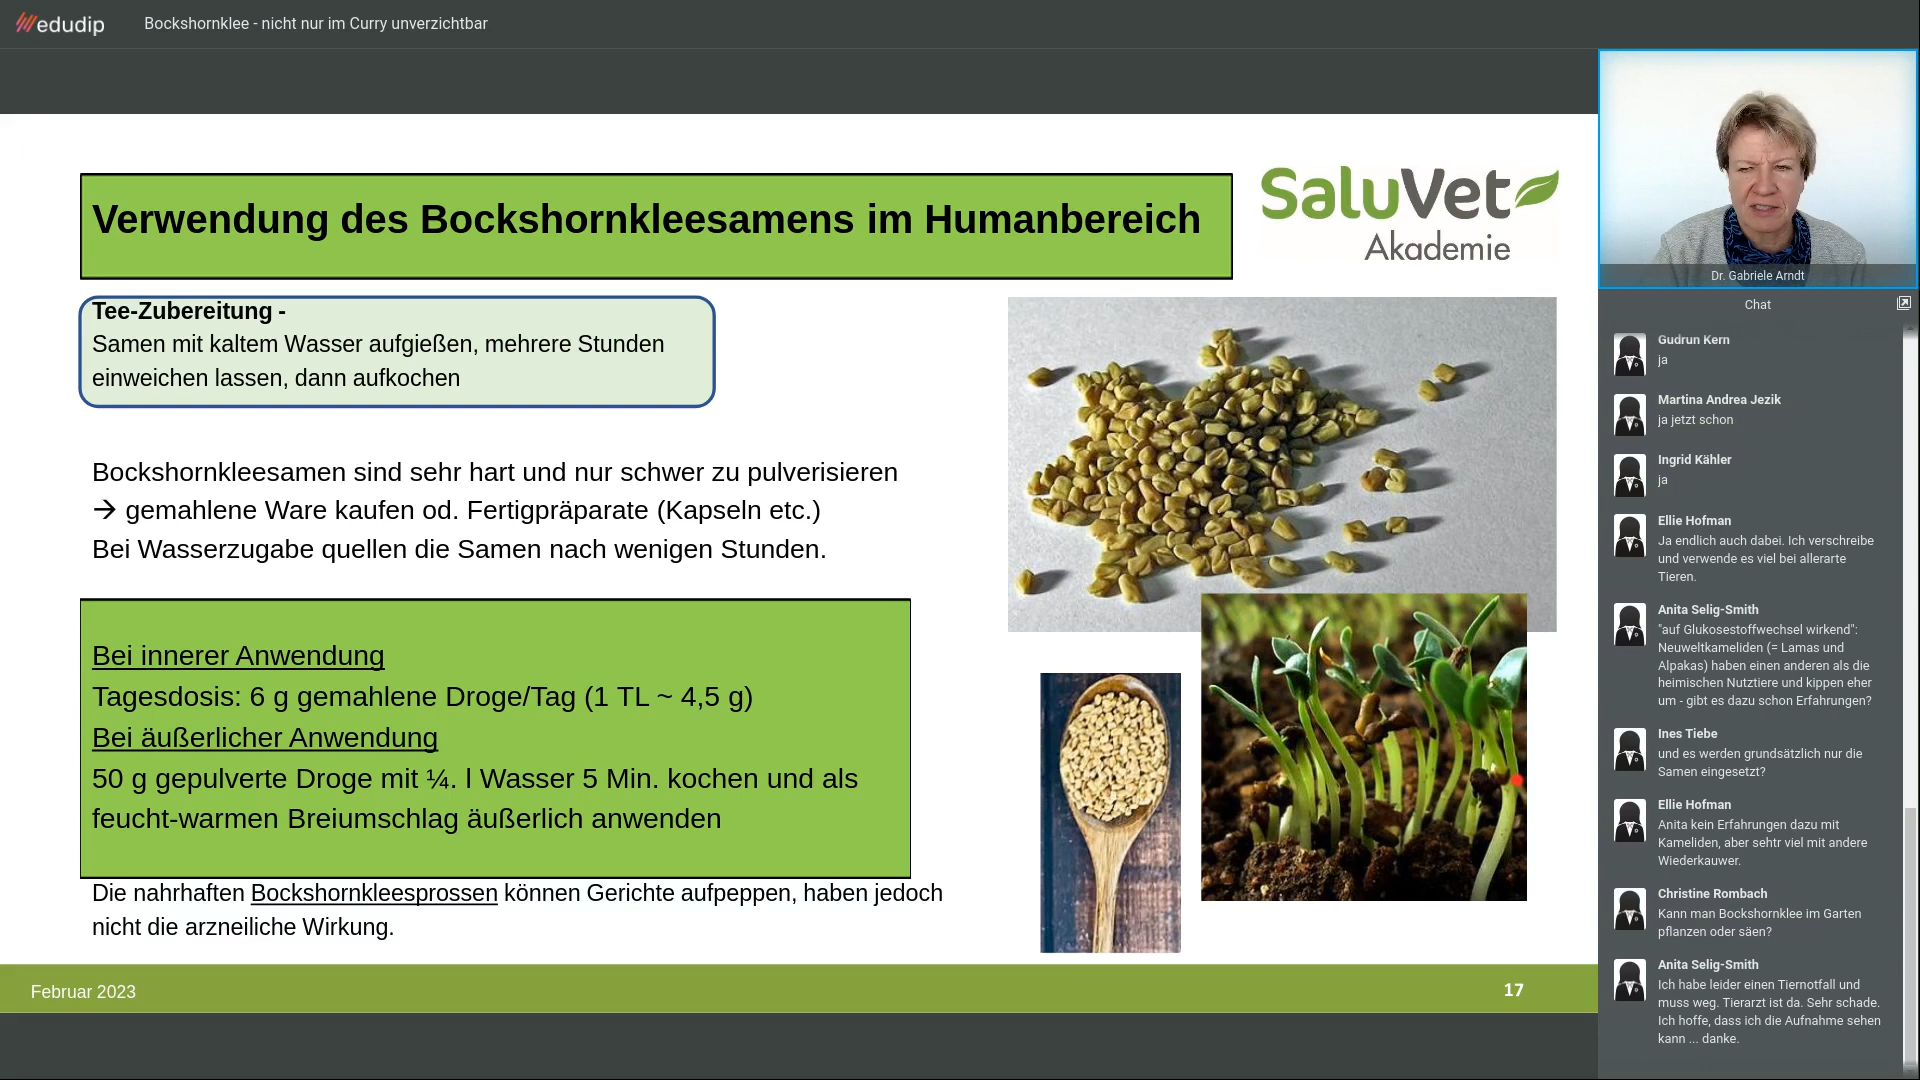 edudip
Bockshornklee - nicht nur im Curry unverzichtbar
Verwendung des Bockshornkleesamens im Humanbereich
SaluVet
Akademie
Tee-Zubereitung -
Samen mit kaltem Wasser aufgießen, mehrere Stunden
einweichen lassen, dann aufkochen
Bockshornkleesamen sind sehr hart und nur schwer zu pulverisieren
→ gemahlene Ware kaufen od. Fertigpräparate (Kapseln etc.)
Bei Wasserzugabe quellen die Samen nach wenigen Stunden.
Bei innerer Anwendung
Tagesdosis: 6 g gemahlene Droge/Tag (1 TL ~ 4,5 g)
Bei äußerlicher Anwendung
50 g gepulverte Droge mit ¼. l Wasser 5 Min. kochen und als
feucht-warmen Breiumschlag äußerlich anwenden
Die nahrhaften Bockshornkleesprossen können Gerichte aufpeppen, haben jedoch
nicht die arzneiliche Wirkung.
Februar 2023
17
Dr. Gabriele Arndt
Chat
Gudrun Kern
ja
Martina Andrea Jezik
ja jetzt schon
Ingrid Kähler
ja
Ellie Hofman
Ja endlich auch dabei. Ich verschreibe
und verwende es viel bei allerarte
Tieren.
Anita Selig-Smith
"auf Glukosestoffwechsel wirkend":
Neuweltkameliden (= Lamas und
Alpakas) haben einen anderen als die
heimischen Nutztiere und kippen eher
um - gibt es dazu schon Erfahrungen?
Ines Tiebe
und es werden grundsätzlich nur die
Samen eingesetzt?
Ellie Hofman
Anita kein Erfahrungen dazu mit
Kameliden, aber sehtr viel mit andere
Wiederkauwer.
Christine Rombach
Kann man Bockshornklee im Garten
pflanzen oder säen?
Anita Selig-Smith
Ich habe leider einen Tiernotfall und
muss weg. Tierarzt ist da. Sehr schade.
Ich hoffe, dass ich die Aufnahme sehen
kann ... danke.